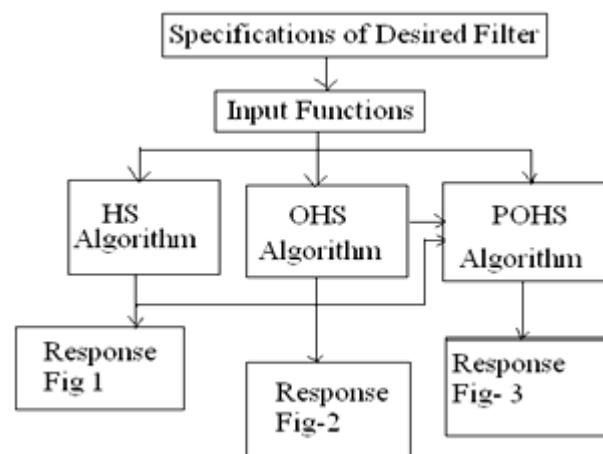 Specifications of Desired Filter
Input Functions
HS
Algorithm
OHS
Algorithm
POHS
Algorithm
Response
Fig 1
Response
Fig-2
Response
Fig- 3